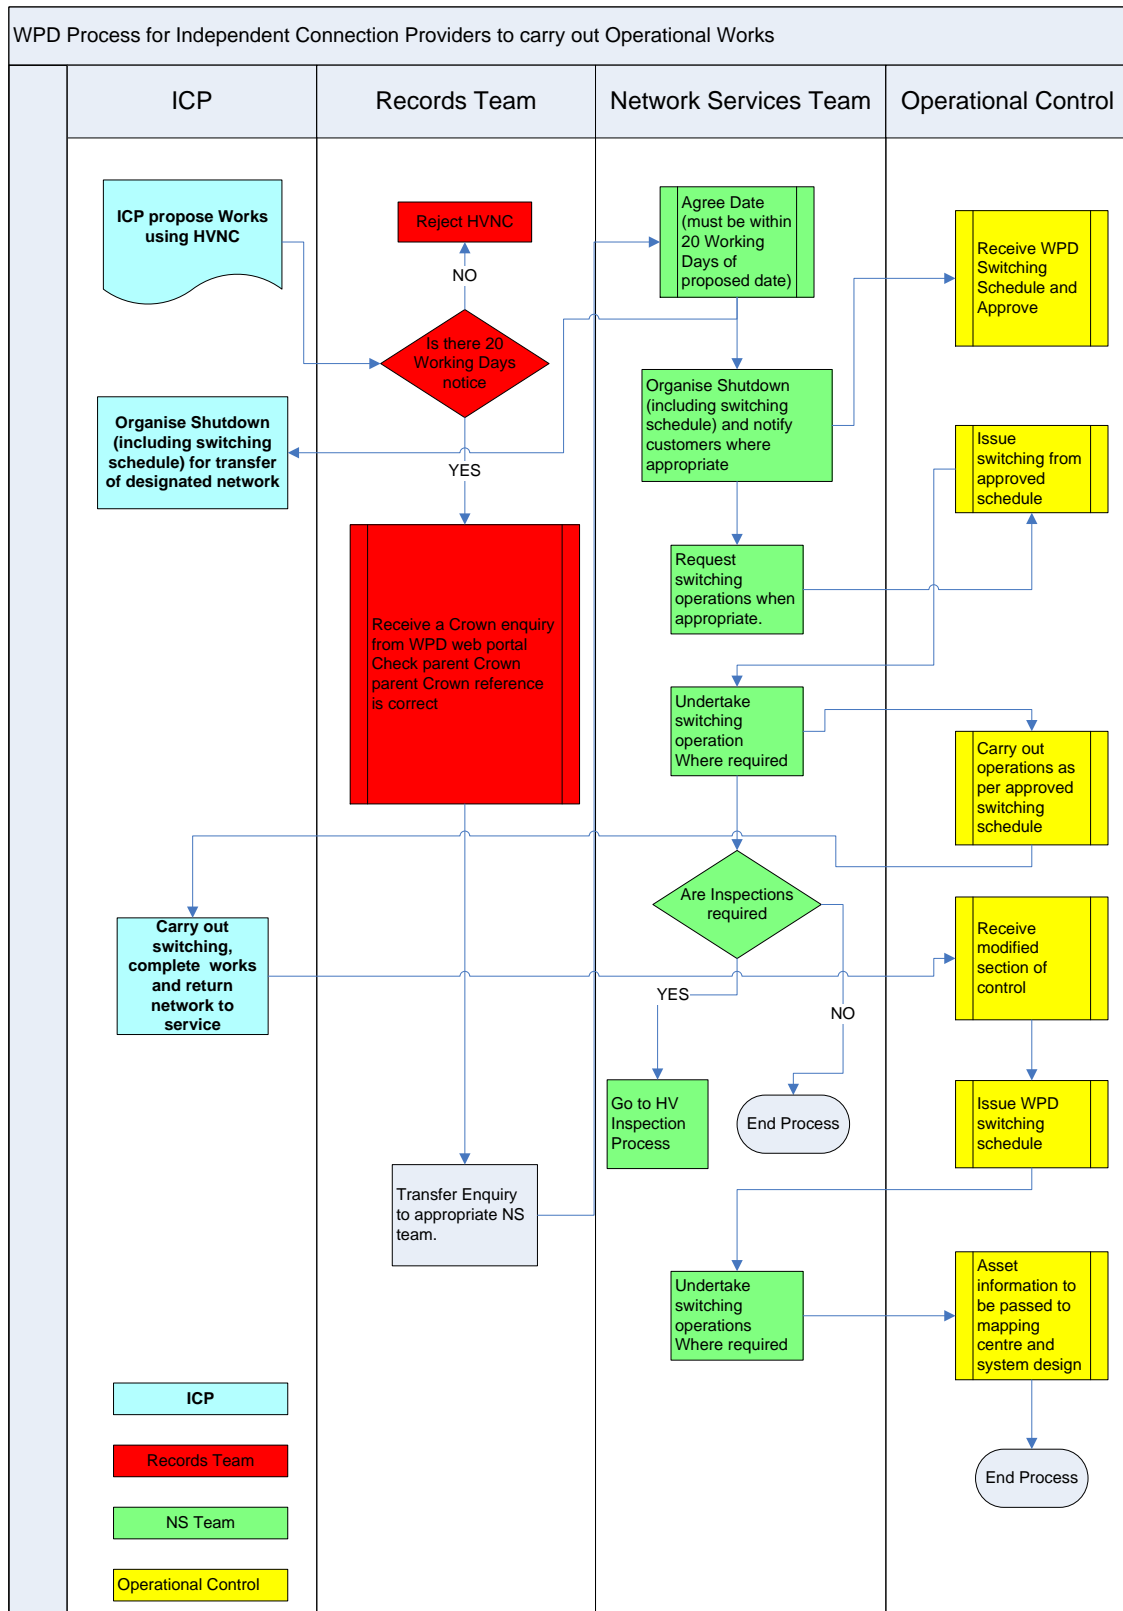 WPD Process for Independent Connection Providers to carry out Operational Works
ICP
Records Team
Network Services Team
Operational Control
ICP propose Works
using HVNC
Reject HVNC
NO
Is there 20
Working Days
notice
YES
Organise Shutdown
(including switching
schedule) for transfer
of designated network
Receive a Crown enquiry
from WPD web portal
Check parent Crown
parent Crown reference
is correct
Agree Date
(must be within
20 Working
Days of
proposed date)
Receive WPD
Switching
Schedule and
Approve
Organise Shutdown
(including switching
schedule) and notify
customers where
appropriate
Issue
switching from
approved
schedule
Request
switching
operations when
appropriate.
Undertake
switching
operation
Where required
Carry out
operations as
per approved
switching
schedule
Are Inspections
required
YES
NO
Carry out
switching,
complete works
and return
network to
service
Receive
modified
section of
control
Go to HV
Inspection
Process
End Process
Issue WPD
switching
schedule
Transfer Enquiry
to appropriate NS
team.
Undertake
switching
operations
Where required
Asset
information to
be passed to
mapping
centre and
system design
End Process
ICP
Records Team
NS Team
Operational Control